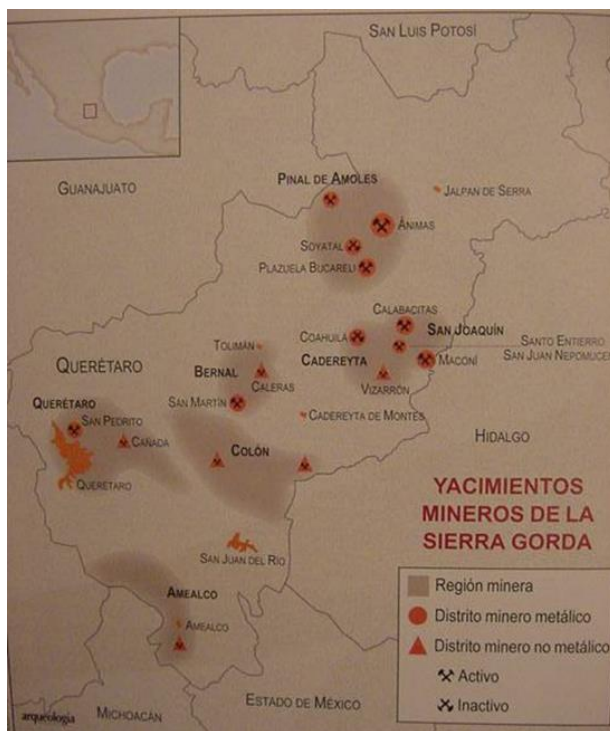 SAN LUIS POTOSÍ
PINAL DE AMOLES
GUANAJUATO
JALPAN DE SERRA
ÁNIMAS
SOYATAL
PLAZUELA BUCARELI
CALABACITAS
COAHUILA
SAN JOAQUÍN
TOLIMÁN
SANTO ENTIERRO
SAN JUAN NEPOMUCE
QUERÉTARO
BERNAL
CADEREYTA
MACONÍ
CALERAS
VIZARRÓN
QUERÉTARO
SAN MARTÍN
SAN PEDRITO
CADEREYTA DE MONTES
CAÑADA
HIDALGO
COLÓN
QUERÉTARO
YACIMIENTOS
MINEROS DE LA
SIERRA GORDA
SAN JUAN DEL RÍO
Región minera
AMEALCO
Distrito minero metálico
AMEALCO
Distrito minero no metálico
Activo
ESTADO DE MÉXICO
Inactivo
arqueología
MICHOACÁN